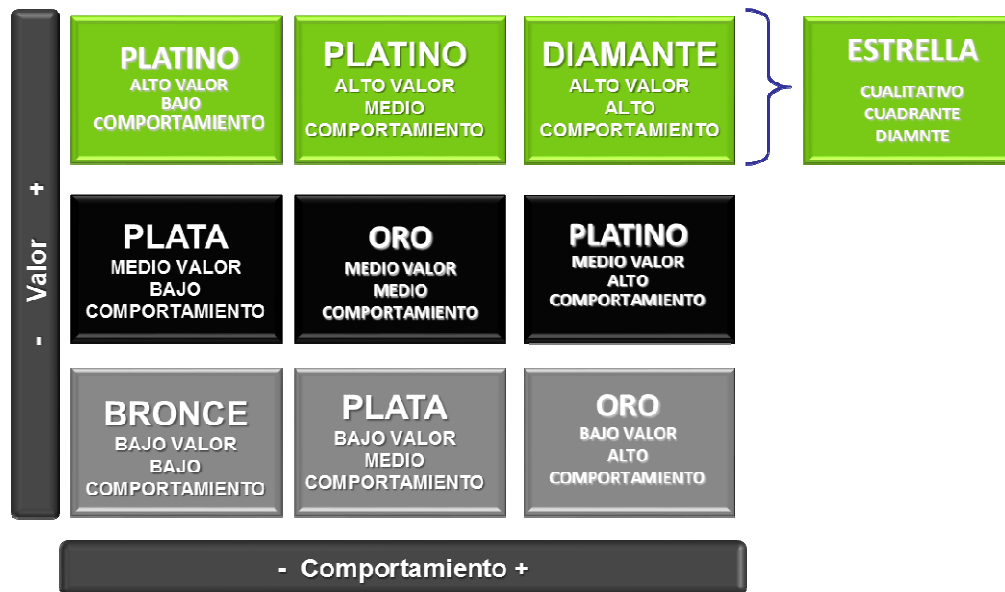 PLATINO
ALTO VALOR
BAJO
COMPORTAMIENTO
PLATINO
ALTO VALOR
MEDIO
COMPORTAMIENTO
DIAMANTE
ALTO VALOR
ALTO
COMPORTAMIENTO
ESTRELLA
CUALITATIVO
CUADRANTE
DIAMNTE
PLATA
MEDIO VALOR
BAJO
COMPORTAMIENTO
ORO
MEDIO VALOR
MEDIO
COMPORTAMIENTO
PLATINO
MEDIO VALOR
ALTO
COMPORTAMIENTO
BRONCE
BAJO VALOR
BAJO
COMPORTAMIENTO
PLATA
BAJO VALOR
MEDIO
COMPORTAMIENTO
ORO
BAJO VALOR
ALTO
COMPORTAMIENTO
- Valor +
- Comportamiento +